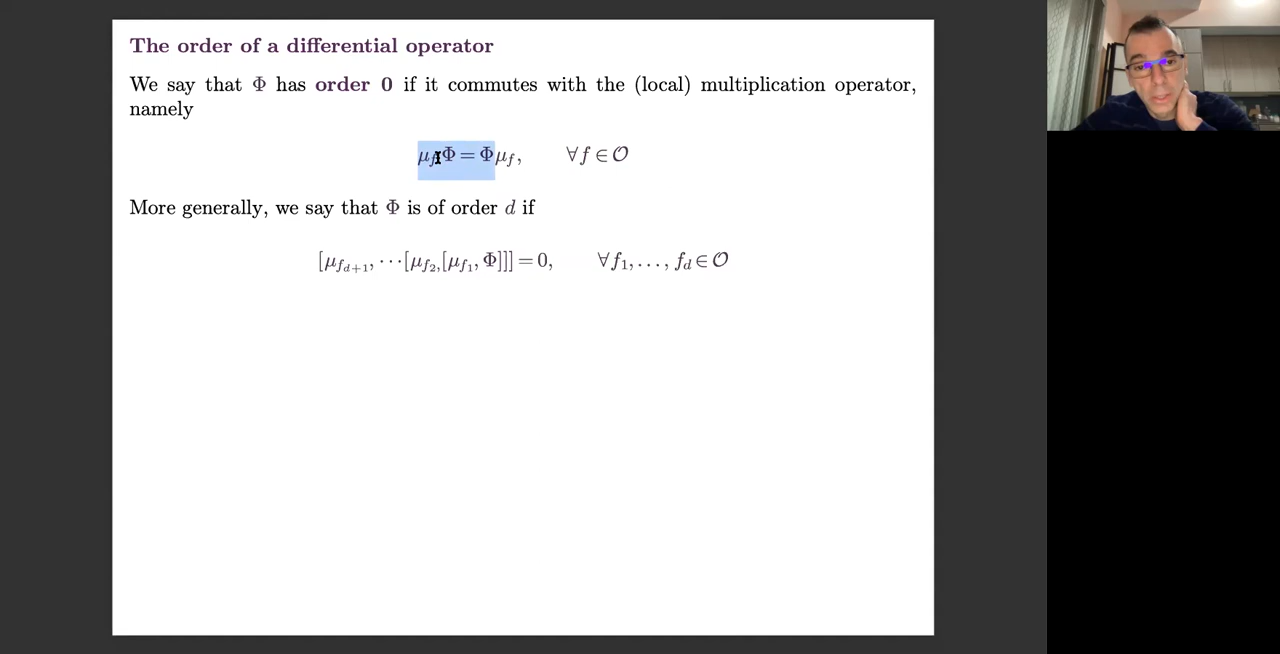 The order of a differential operator
We say that Φ has order 0 if it commutes with the (local) multiplication operator,
namely
μ_f Φ = Φ μ_f,   ∀f ∈ 𝒪
More generally, we say that Φ is of order d if
[μ_{f_{d+1}}, ⋯[μ_{f_2},[μ_{f_1}, Φ]]] = 0,   ∀f_1, …, f_d ∈ 𝒪